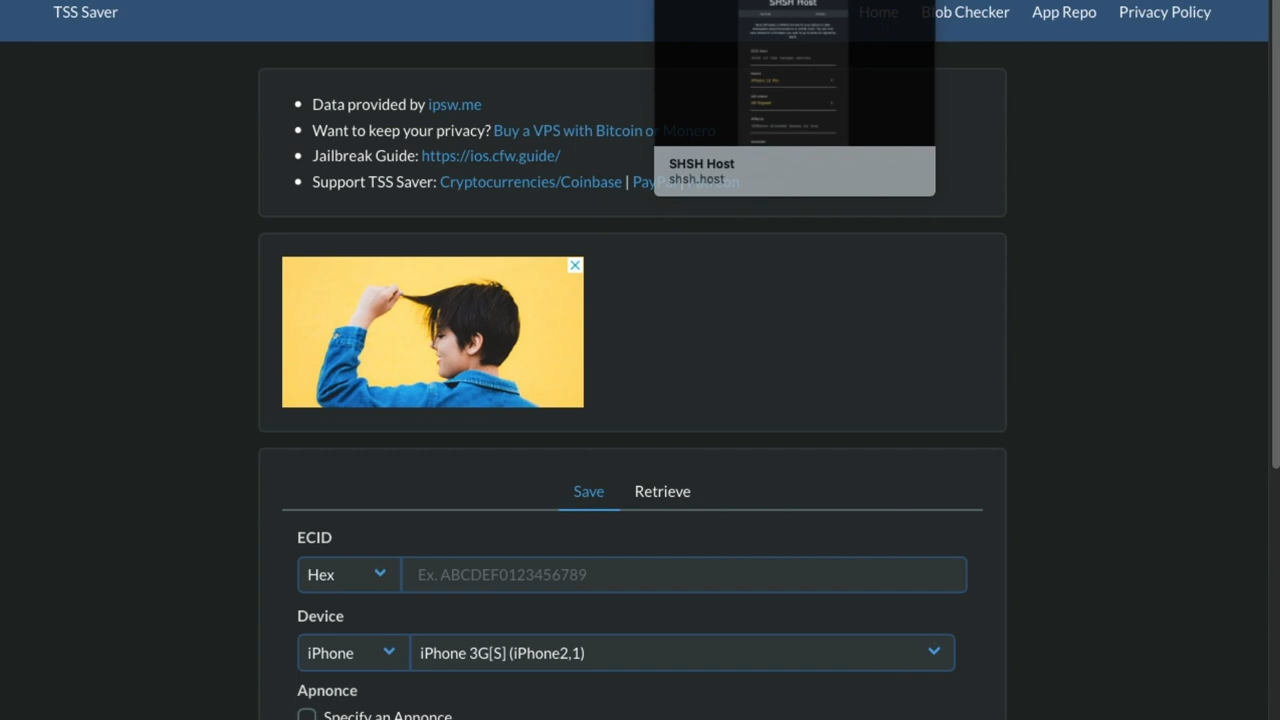 TSS Saver
Home
Blob Checker
App Repo
Privacy Policy
SHSH Host
Data provided by ipsw.me
Want to keep your privacy? Buy a VPS with Bitcoin or Monero
Jailbreak Guide: https://ios.cfw.guide/
Support TSS Saver: Cryptocurrencies/Coinbase |
SHSH Host
shsh.host
Save
Retrieve
ECID
Hex
Ex. ABCDEF0123456789
Device
iPhone
iPhone 3G[S] (iPhone2,1)
Apnonce
Specify an Apnonce